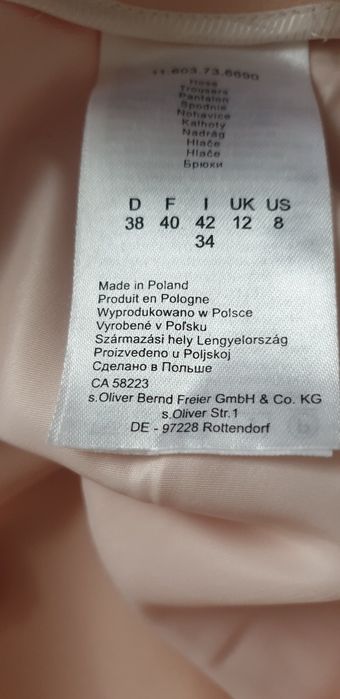 11.603.73.6690
Hose
Trousers
Pantalon
Spodnie
Nohavice
Kalhoty
Nadrág
Hlače
Hlače
Брюки
D F I UK US
38 40 42 12 8
34
Made in Poland
Produit en Pologne
Wyprodukowano w Polsce
Vyrobené v Poľsku
Származási hely Lengyelország
Proizvedeno u Poljskoj
Сделано в Польше
CA 58223
s.Oliver Bernd Freier GmbH & Co. KG
s.Oliver Str.1
DE - 97228 Rottendorf